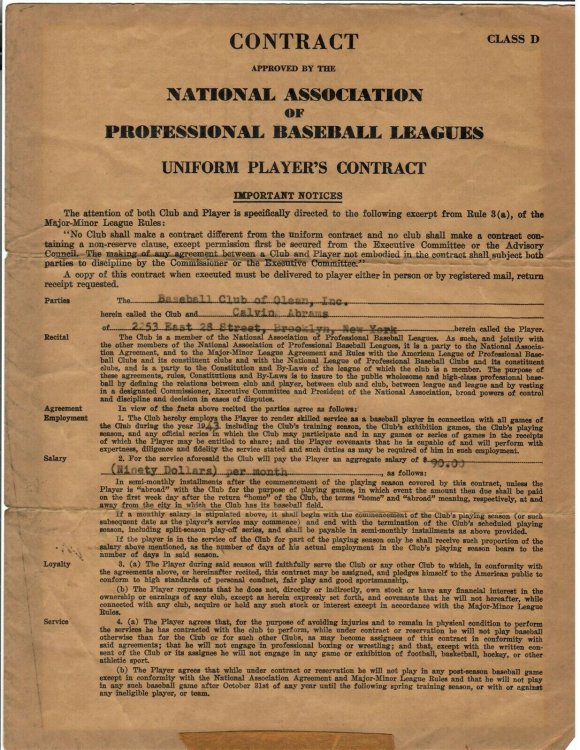 CONTRACT
CLASS D
APPROVED BY THE
NATIONAL ASSOCIATION
OF
PROFESSIONAL BASEBALL LEAGUES
UNIFORM PLAYER'S CONTRACT
IMPORTANT NOTICES
The attention of both Club and Player is specifically directed to the following excerpt from Rule 3(a), of the
Major-Minor League Rules:
"No Club shall make a contract different from the uniform contract and no club shall make a contract con-
taining a non-reserve clause, except permission first be secured from the Executive Committee or the Advisory
Council. The making of any agreement between a Club and Player not embodied in the contract shall subject both
parties to discipline by the Commissioner or the Executive Committee."
A copy of this contract when executed must be delivered to player either in person or by registered mail, return
receipt requested.
Parties The Baseball Club of Olean, Inc.
herein called the Club and Calvin Abrams
of 2253 East 28 Street, Brooklyn, New York herein called the Player.
Recital The Club is a member of the National Association of Professional Baseball Leagues. As such, and jointly with
the other members of the National Association of Professional Baseball Leagues, it is a party to the National Associa-
tion Agreement, and to the Major-Minor League Agreement and Rules with the American League of Professional Base-
ball Clubs and its constituent clubs and with the National League of Professional Baseball Clubs and its constituent
clubs, and is a party to the Constitution and By-Laws of the league of which the club is a member. The purpose of
these agreements, rules, Constitutions and By-Laws is to insure to the public wholesome and high-class professional base-
ball by defining the relations between club and player, between club and club, between league and league and by vesting
in a designated Commissioner, Executive Committee and President of the National Association, broad powers of control
and discipline and decision in cases of disputes.
Agreement In view of the facts above recited the parties agree as follows:
Employment 1. The Club hereby employs the Player to render skilled service as a baseball player in connection with all games of
the Club during the year 1943 including the Club's training season, the Club's exhibition games, the Club's playing
season, and any official series in which the Club may participate and in any games or series of games in the receipts
of which the Player may be entitled to share; and the Player covenants that he is capable of and will perform with
expertness, diligence and fidelity the service stated and such duties as may be required of him in such employment.
Salary 2. For the service aforesaid the Club will pay the Player an aggregate salary of $ 90.00
(Ninety Dollars) per month , as follows:
In semi-monthly installments after the commencement of the playing season covered by this contract, unless the
Player is "abroad" with the Club for the purpose of playing games, in which event the amount then due shall be paid
on the first week day after the return "home" of the Club, the terms "home" and "abroad" meaning, respectively, at and
away from the city in which the Club has its baseball field.
If a monthly salary is stipulated above, it shall begin with the commencement of the Club's playing season (or such
subsequent date as the player's service may commence) and end with the termination of the Club's scheduled playing
season, including split-season play-off series, and shall be payable in semi-monthly installments as above provided.
If the player is in the service of the Club for part of the playing season only he shall receive such proportion of the
salary above mentioned, as the number of days of his actual employment in the Club's playing season bears to the
number of days in said season.
Loyalty 3. (a) The Player during said season will faithfully serve the Club or any other Club to which, in conformity with
the agreements above, or hereinafter recited, this contract may be assigned, and pledges himself to the American public to
conform to high standards of personal conduct, fair play and good sportsmanship.
(b) The Player represents that he does not, directly or indirectly, own stock or have any financial interest in the
ownership or earnings of any club, except as herein expressly set forth, and covenants that he will not hereafter, while
connected with any club, acquire or hold any such stock or interest except in accordance with the Major-Minor League
Rules.
Service 4. (a) The Player agrees that, for the purpose of avoiding injuries and to remain in physical condition to perform
the services he has contracted with the Club to perform, while under contract or reservation he will not play baseball
otherwise than for the Club or for such other Clubs, as may become assignees of this contract in conformity with
said agreements; that he will not engage in professional boxing or wrestling; and that, except with the written con-
sent of the Club or its assignee he will not engage in any game or exhibition of football, basketball, hockey, or other
athletic sport.
(b) The Player agrees that while under contract or reservation he will not play in any post-season baseball game
except in conformity with the National Association Agreement and Major-Minor League Rules and that he will not play
in any such baseball game after October 31st of any year until the following spring training season, or with or against
any ineligible player, or team.